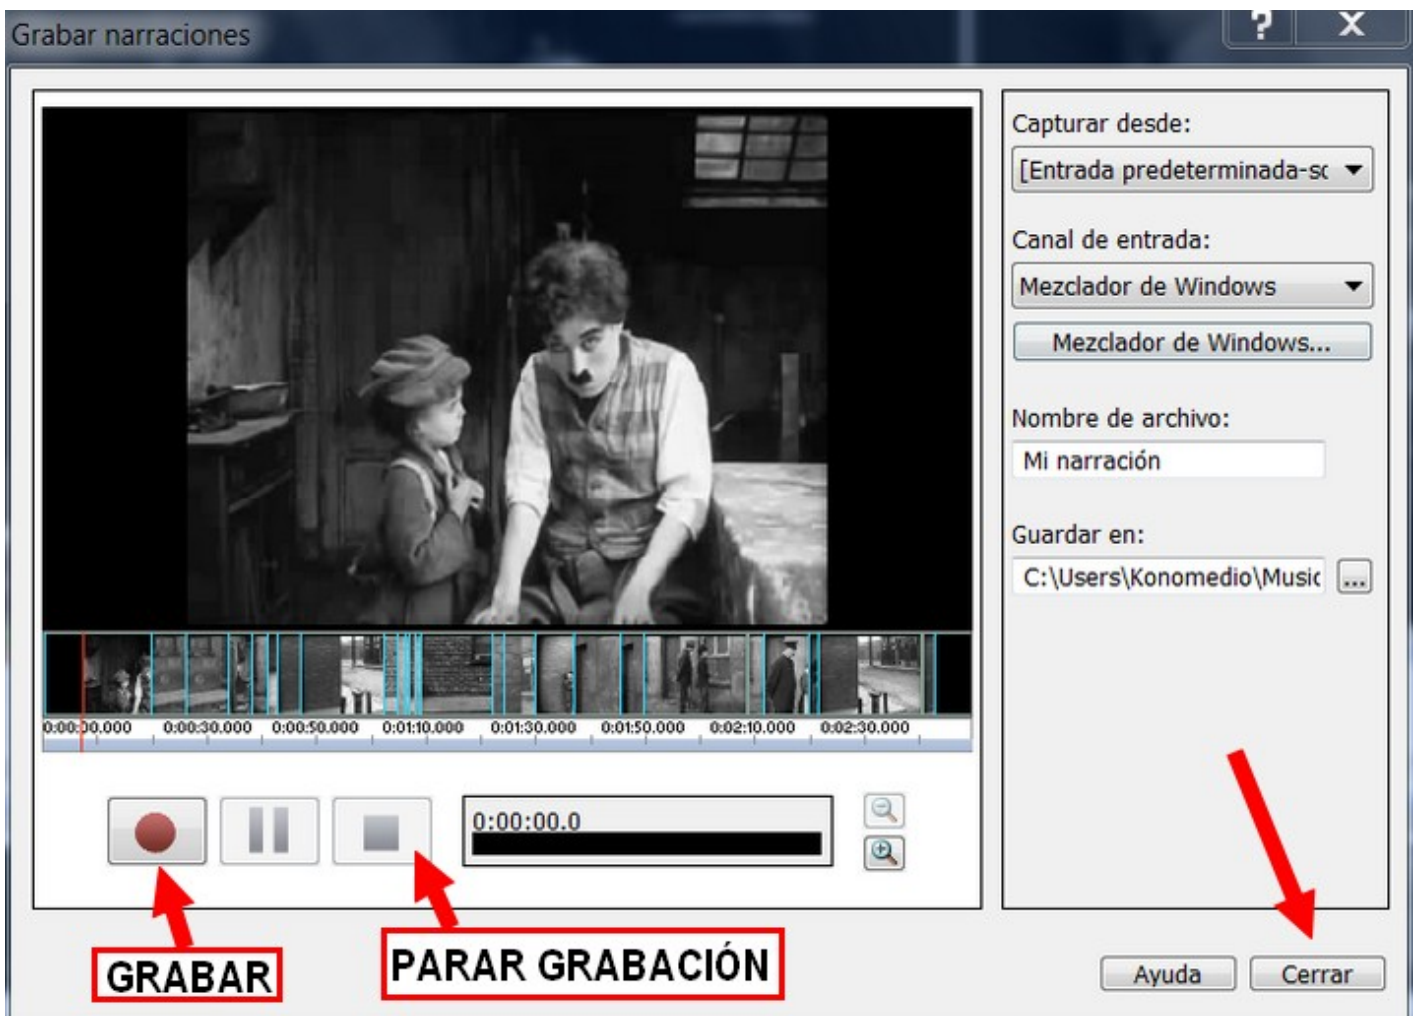 Grabar narraciones
Capturar desde:
[Entrada predeterminada-sc
Canal de entrada:
Mezclador de Windows
Mezclador de Windows...
Nombre de archivo:
Mi narración
Guardar en:
C:\Users\Konomedio\Music
...
0:00:00.000 0:00:30.000 0:00:50.000 0:01:10.000 0:01:30.000 0:01:50.000 0:02:10.000 0:02:30.000
0:00:00.0
GRABAR
PARAR GRABACIÓN
Ayuda
Cerrar